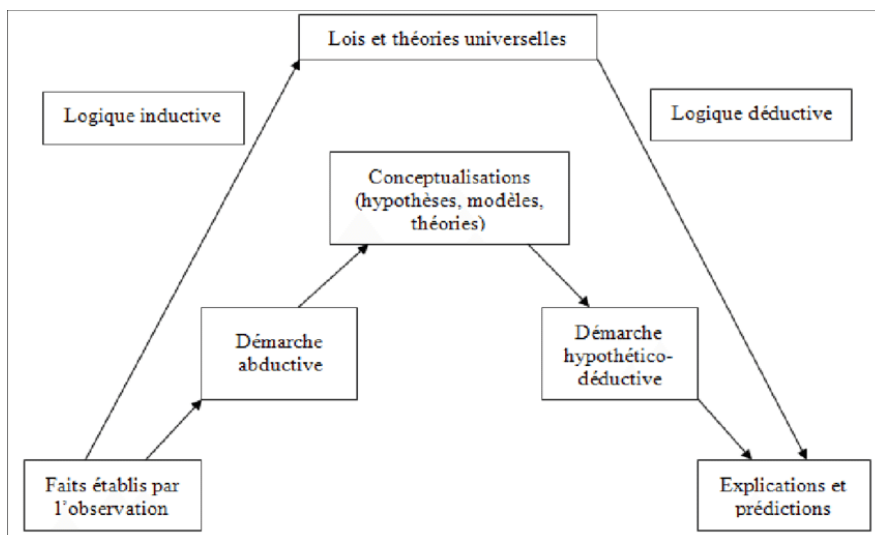 Lois et théories universelles
Logique inductive
Logique déductive
Conceptualisations
(hypothèses, modèles,
théories)
Démarche
abductive
Démarche
hypothético-
déductive
Faits établis par
l'observation
Explications et
prédictions